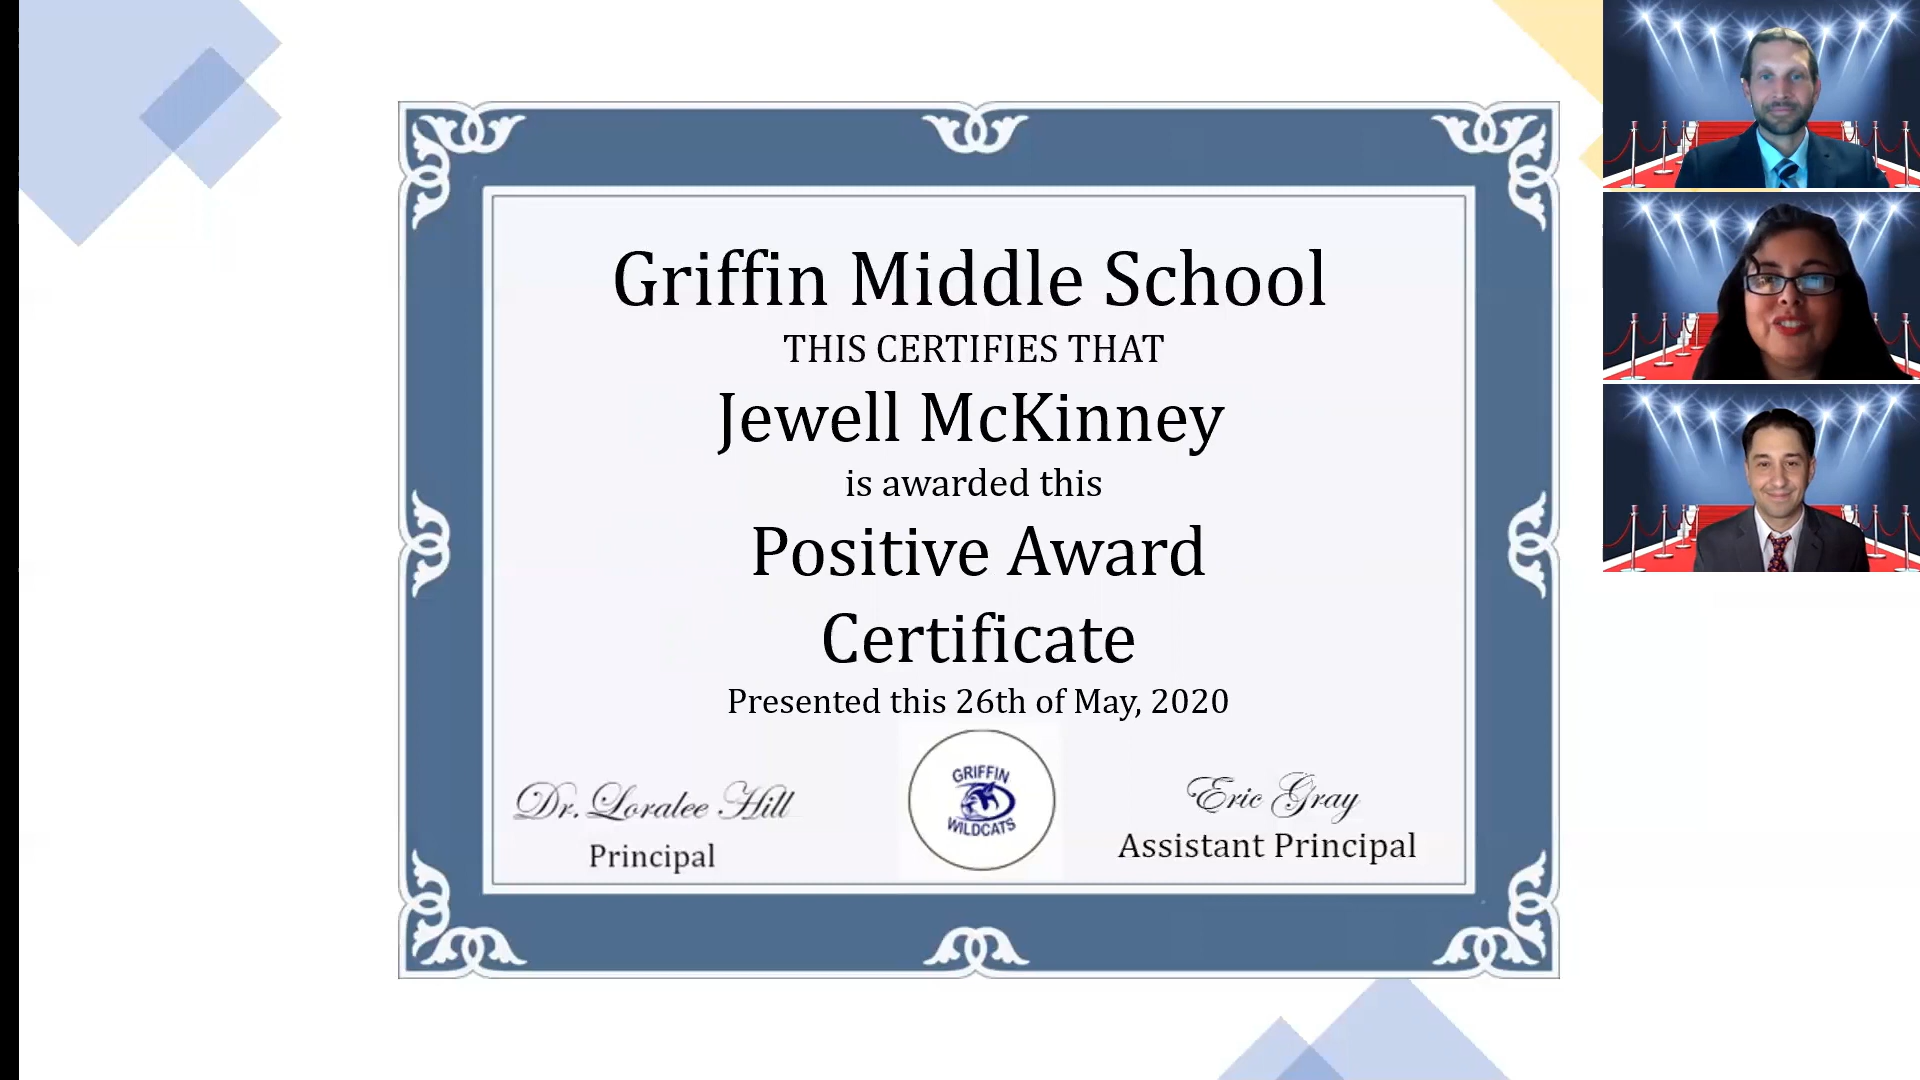 Griffin Middle School
THIS CERTIFIES THAT
Jewell McKinney
is awarded this
Positive Award
Certificate
Presented this 26th of May, 2020
GRIFFIN
WILDCATS
Dr. Loralee Hill
Principal
Eric Gray
Assistant Principal